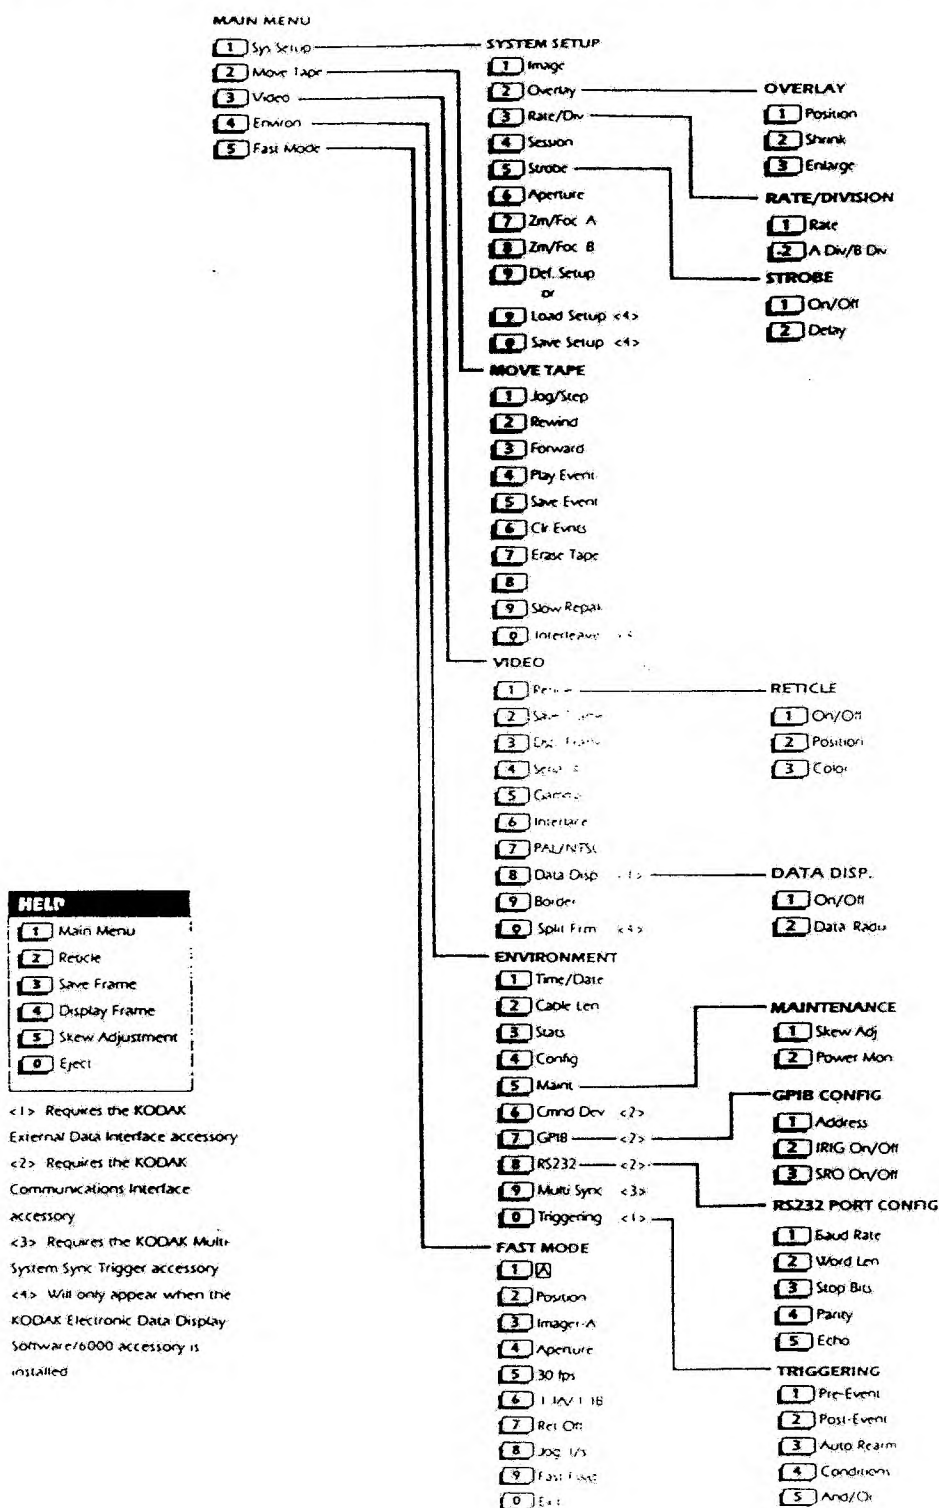 MAIN MENU
1 Sys Setup
2 Move Tape
3 Video
4 Environ
5 Fast Mode
SYSTEM SETUP
1 Image
2 Overlay
3 Rate/Div
4 Session
5 Strobe
6 Aperture
7 Zm/Foc A
8 Zm/Foc B
9 Def. Setup
or
9 Load Setup <4>
0 Save Setup <4>
OVERLAY
1 Position
2 Shrink
3 Enlarge
RATE/DIVISION
1 Rate
2 A Div/B Div
STROBE
1 On/Off
2 Delay
MOVE TAPE
1 Jog/Step
2 Rewind
3 Forward
4 Play Event
5 Save Event
6 Clr Evnts
7 Erase Tape
8
9 Slow Repair
0 Interleave
VIDEO
1 Reticle
2 Save Frame
3 Disp. Frame
4
5 Gamma
6 Interlace
7 PAL/NTSC
8 Data Disp <1>
9 Border
0 Split Frm <4>
RETICLE
1 On/Off
2 Position
3 Color
DATA DISP.
1 On/Off
2 Data Radix
ENVIRONMENT
1 Time/Date
2 Cable Len
3 Stats
4 Config
5 Maint
6 Cmnd Dev <2>
7 GPIB <2>
8 RS232 <2>
9 Multi Sync <3>
0 Triggering <1>
MAINTENANCE
1 Skew Adj
2 Power Mon
GPIB CONFIG
1 Address
2 IRIG On/Off
3 SRO On/Off
RS232 PORT CONFIG
1 Baud Rate
2 Word Len
3 Stop Bits
4 Parity
5 Echo
TRIGGERING
1 Pre-Event
2 Post-Event
3 Auto Rearm
4 Conditions
5 And/Or
FAST MODE
1 A
2 Position
3 Imager-A
4 Aperture
5 30 fps
6
7 Ret Off
8 Jog
9 Fast
0 Exit
HELP
1 Main Menu
2 Reticle
3 Save Frame
4 Display Frame
5 Skew Adjustment
0 Eject
<1> Requires the KODAK
External Data Interface accessory
<2> Requires the KODAK
Communications Interface
accessory
<3> Requires the KODAK Multi-
System Sync Trigger accessory
<4> Will only appear when the
KODAK Electronic Data Display
Software/6000 accessory is
installed